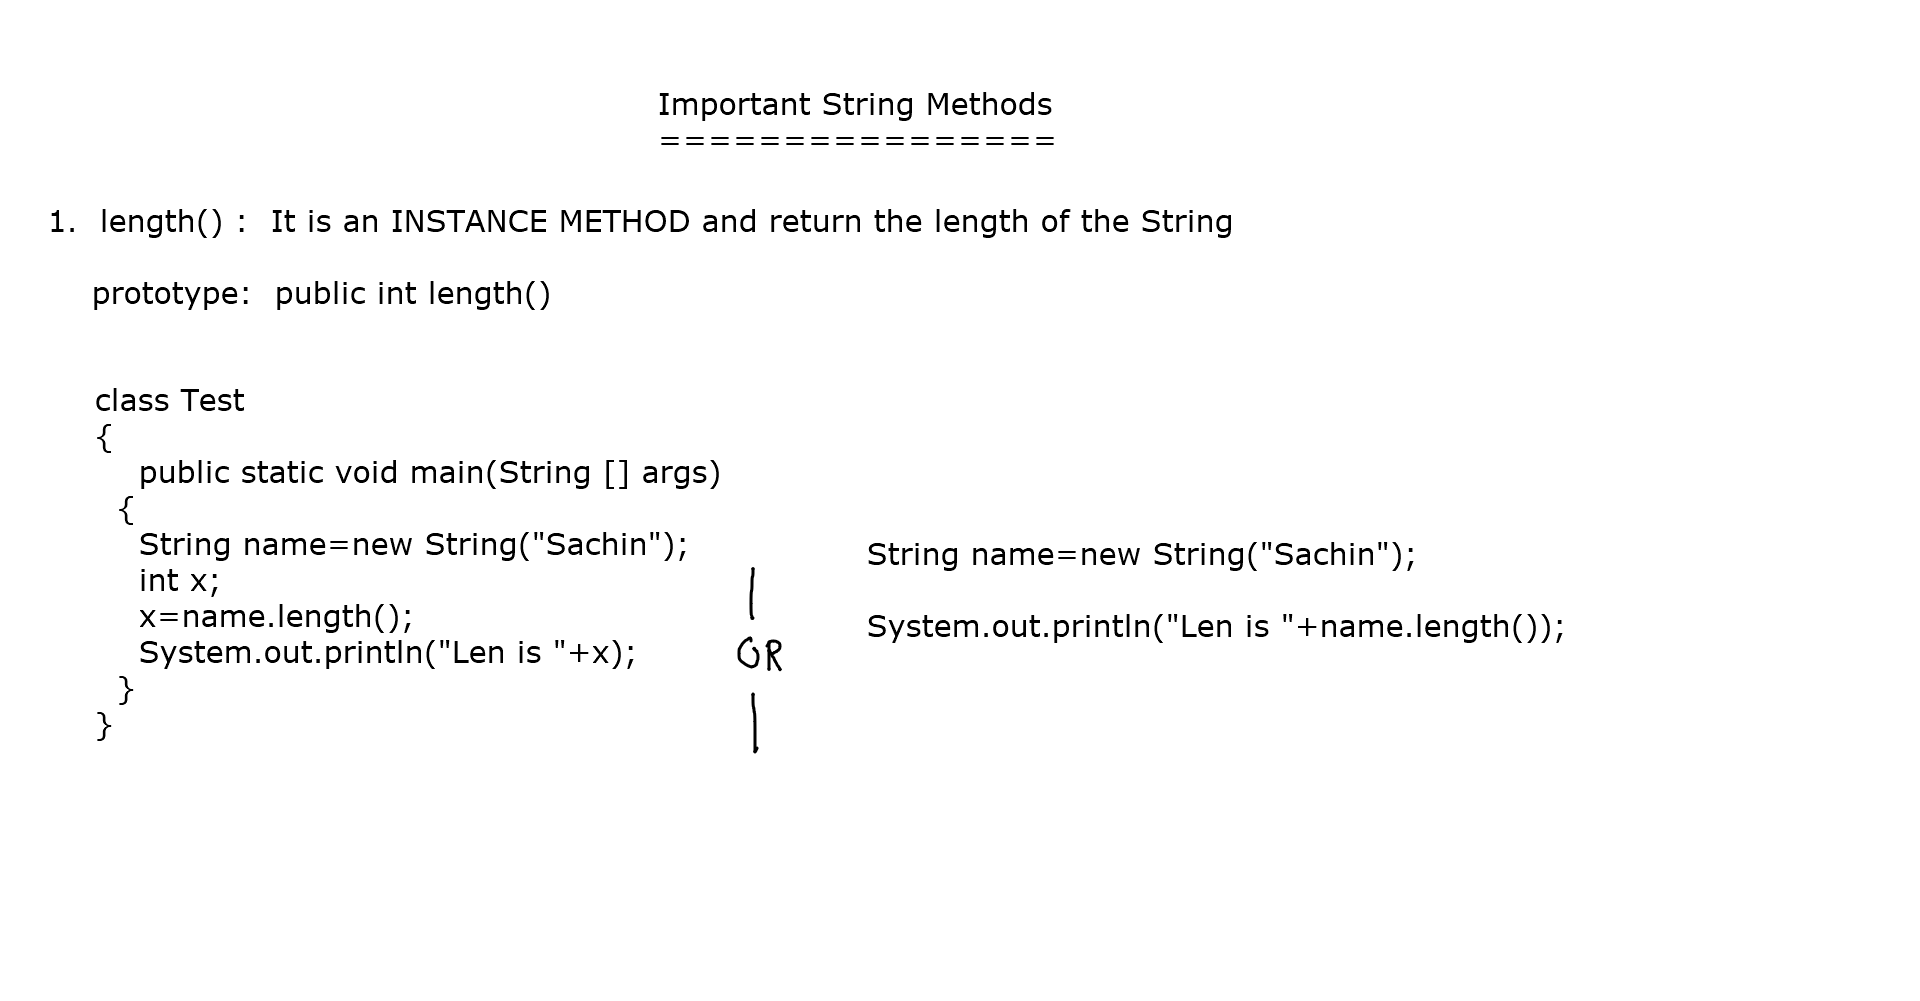 Important String Methods
================
1. length() : It is an INSTANCE METHOD and return the length of the String
prototype: public int length()
class Test
{
public static void main(String [] args)
{
String name=new String("Sachin");
int x;
x=name.length();
System.out.println("Len is "+x);
}
}
OR
String name=new String("Sachin");
System.out.println("Len is "+name.length());